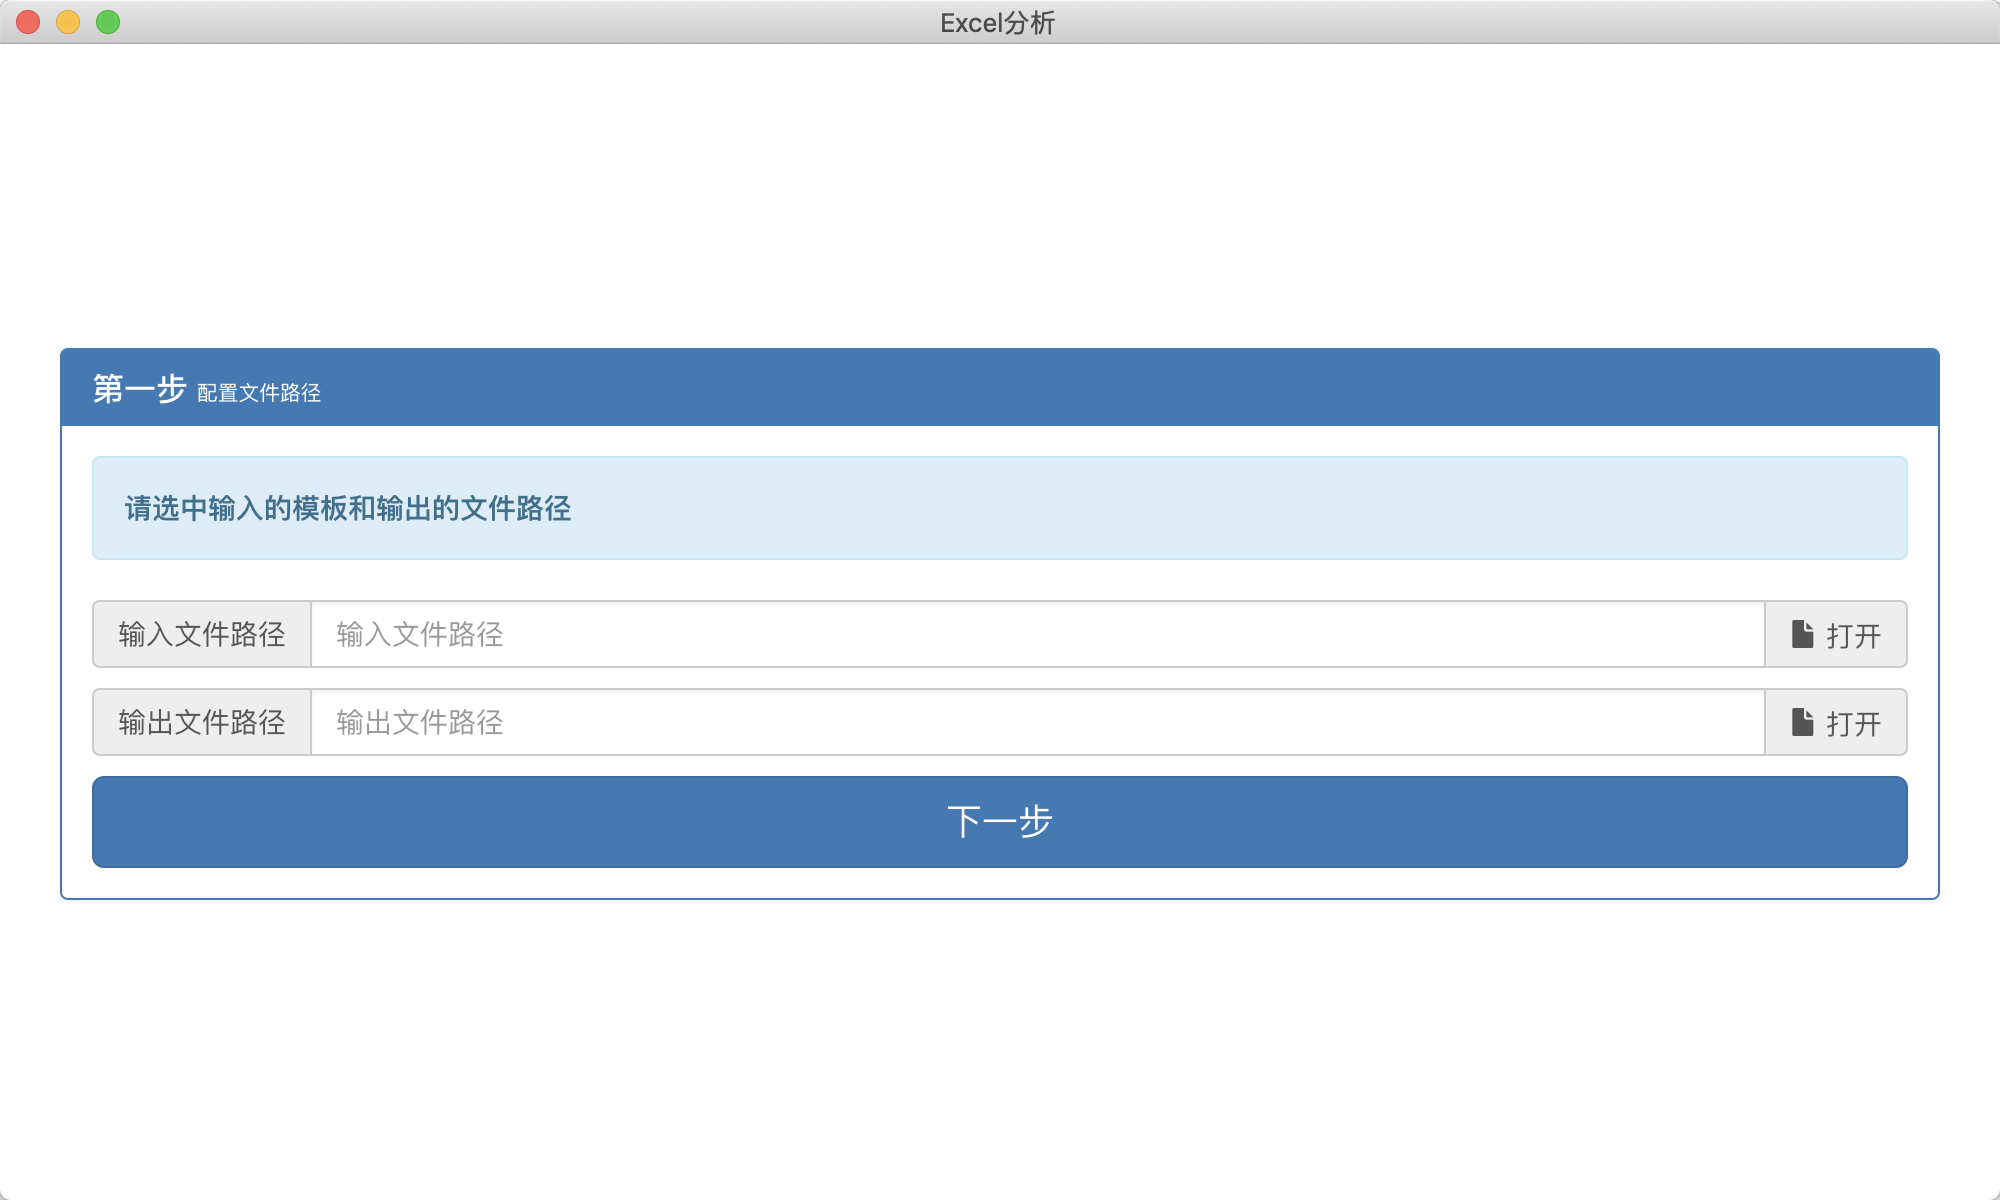 Excel分析
第一步 配置文件路径
请选中输入的模板和输出的文件路径
输入文件路径 输入文件路径 打开
输出文件路径 输出文件路径 打开
下一步